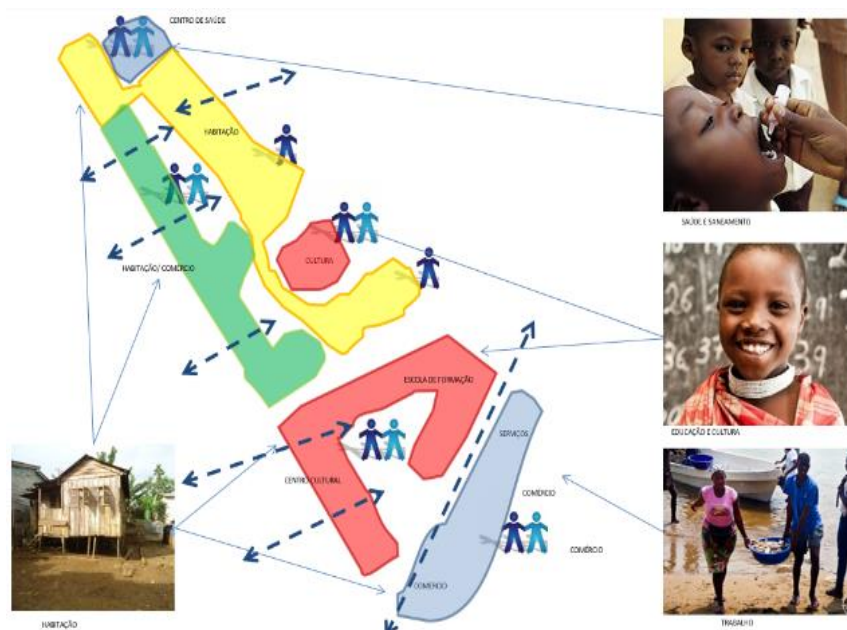 CENTRO DE SAÚDE
HABITAÇÃO
SAÚDE E SANEAMENTO
CULTURA
HABITAÇÃO/ COMÉRCIO
ESCOLA DE FORMAÇÃO
EDUCAÇÃO E CULTURA
SERVIÇOS
CENTRO CULTURAL
COMÉRCIO
COMÉRCIO
COMÉRCIO
HABITAÇÃO
TRABALHO